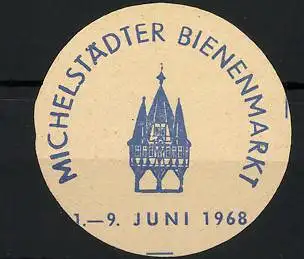 MICHELSTÄDTER BIENENMARKT
1.—9. JUNI 1968